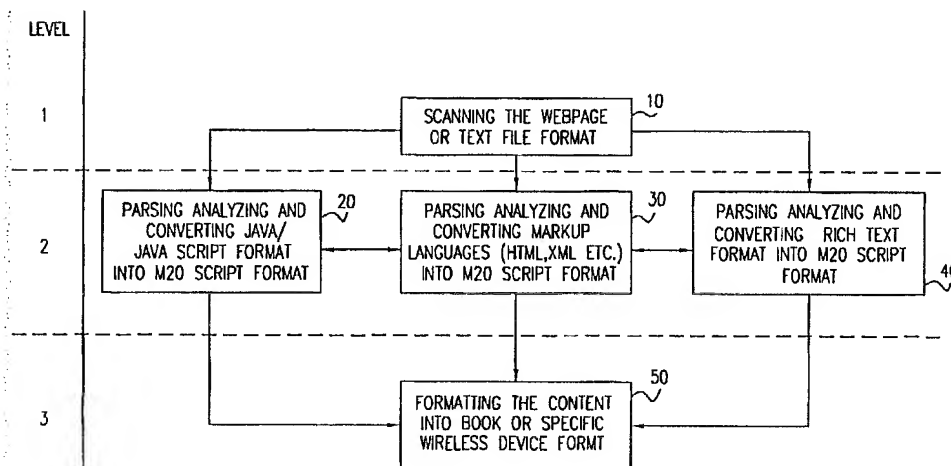 LEVEL
1
10
SCANNING THE WEBPAGE
OR TEXT FILE FORMAT
2
20
PARSING ANALYZING AND
CONVERTING JAVA/
JAVA SCRIPT FORMAT
INTO M20 SCRIPT FORMAT
30
PARSING ANALYZING AND
CONVERTING MARKUP
LANGUAGES (HTML,XML ETC.)
INTO M20 SCRIPT FORMAT
PARSING ANALYZING AND
CONVERTING RICH TEXT
FORMAT INTO M20 SCRIPT
FORMAT
40
3
50
FORMATTING THE CONTENT
INTO BOOK OR SPECIFIC
WIRELESS DEVICE FORMT